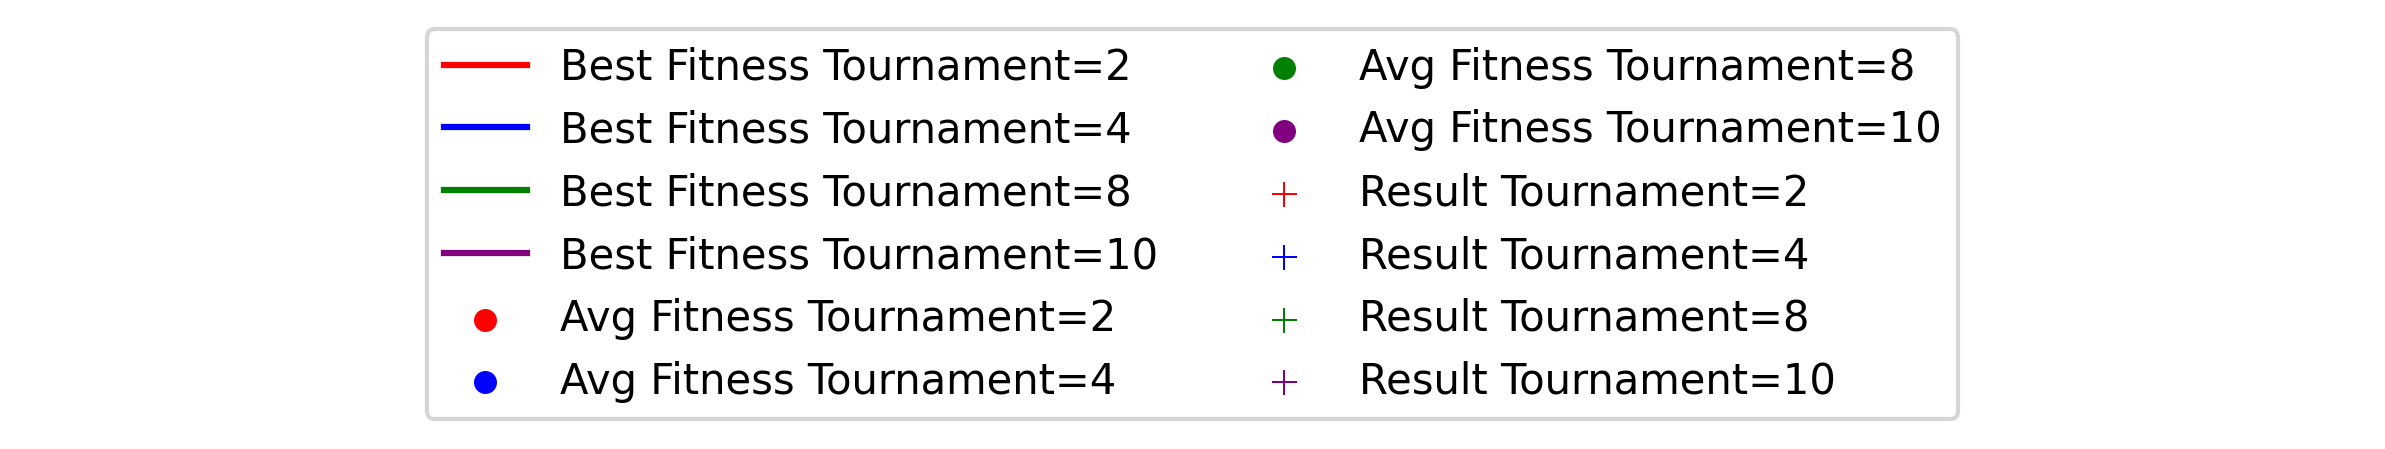 Best Fitness Tournament=2
Best Fitness Tournament=4
Best Fitness Tournament=8
Best Fitness Tournament=10
Avg Fitness Tournament=2
Avg Fitness Tournament=4
Avg Fitness Tournament=8
Avg Fitness Tournament=10
Result Tournament=2
Result Tournament=4
Result Tournament=8
Result Tournament=10